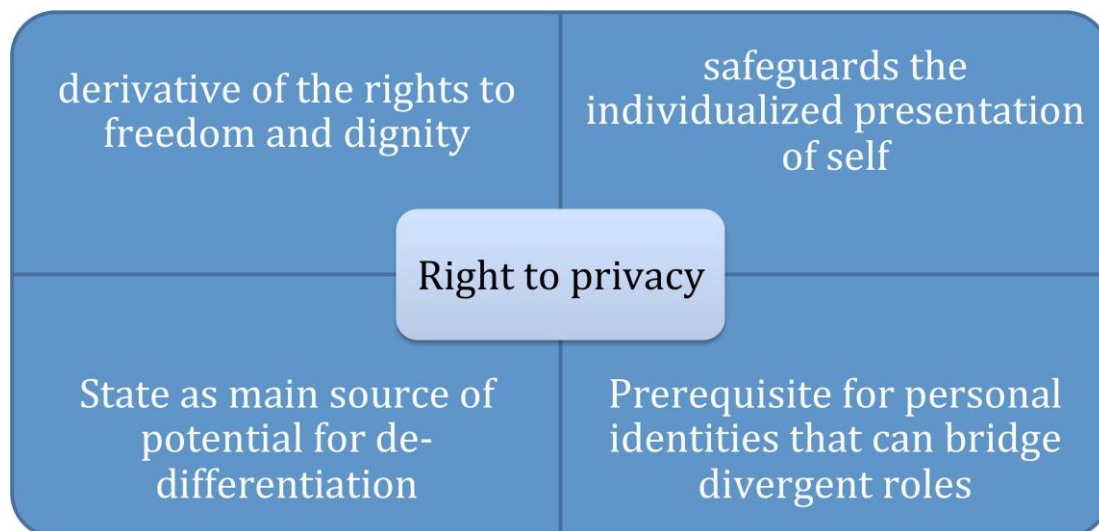 derivative of the rights to
freedom and dignity
safeguards the
individualized presentation
of self
Right to privacy
State as main source of
potential for de-
differentiation
Prerequisite for personal
identities that can bridge
divergent roles